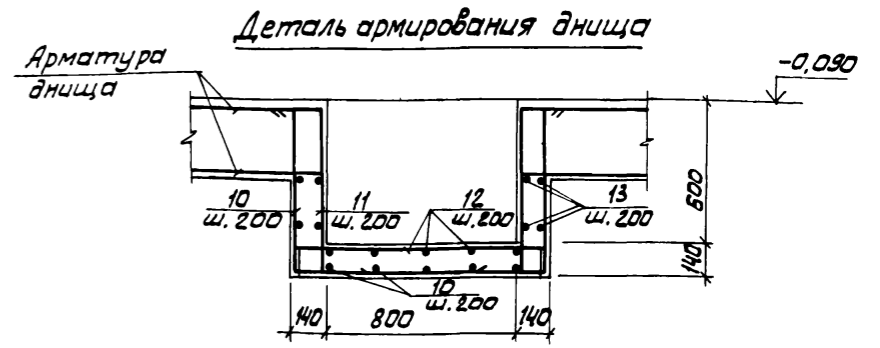 Деталь армирования днища
Арматура
днища
-0,090
10
ш.200
11
ш.200
12
ш.200
13
ш.200
600
140
10
ш.200
140
800
140